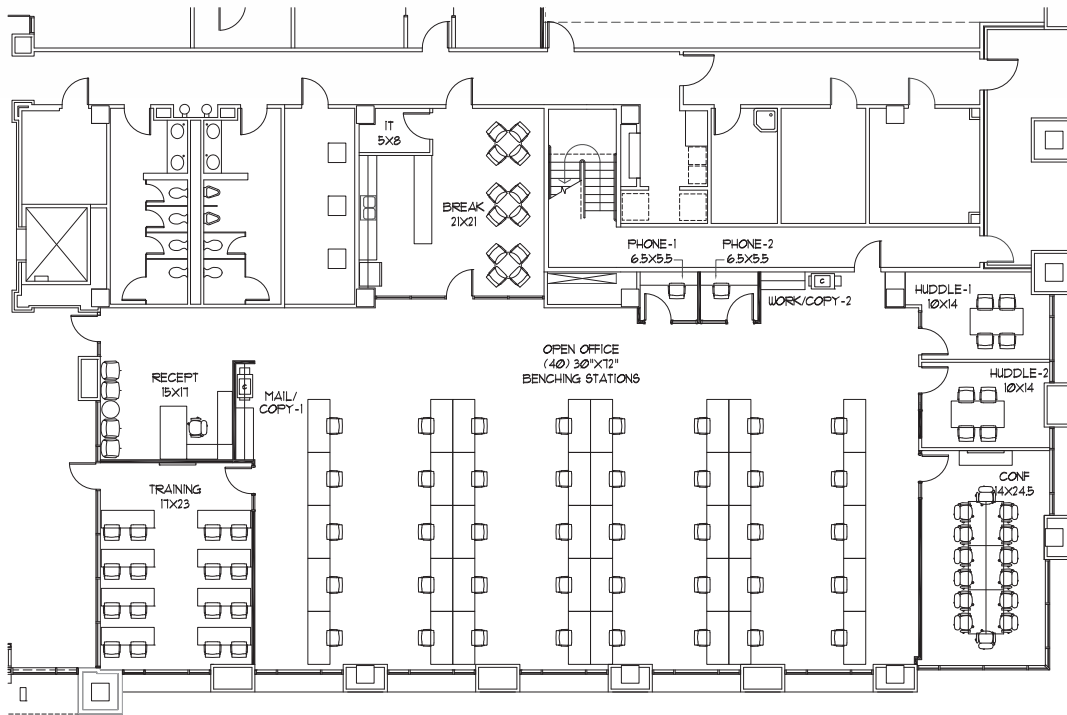 IT
5X8
BREAK
21X21
PHONE-1
6.5X5.5
PHONE-2
6.5X5.5
WORK/COPY-2
HUDDLE-1
10X14
OPEN OFFICE
(40) 30"X72"
BENCHING STATIONS
HUDDLE-2
10X14
RECEPT
15X17
MAIL/
COPY-1
TRAINING
17X23
CONF
14X24.5